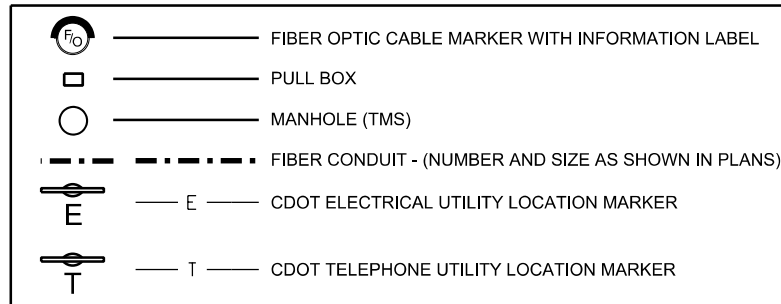 F/O FIBER OPTIC CABLE MARKER WITH INFORMATION LABEL
PULL BOX
MANHOLE (TMS)
FIBER CONDUIT - (NUMBER AND SIZE AS SHOWN IN PLANS)
E E CDOT ELECTRICAL UTILITY LOCATION MARKER
T T CDOT TELEPHONE UTILITY LOCATION MARKER